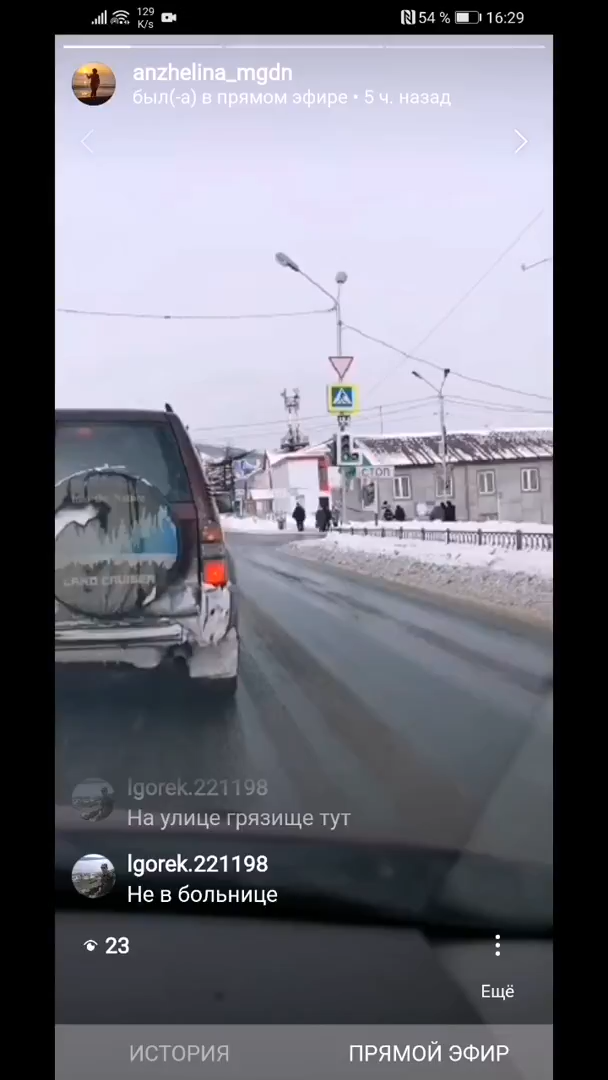 129
K/s
54 %
16:29
anzhelina_mgdn
был(-а) в прямом эфире • 5 ч. назад
СТОП
LAND CRUISER
Igorek.221198
На улице грязище тут
Igorek.221198
Не в больнице
23
Ещё
ИСТОРИЯ
ПРЯМОЙ ЭФИР